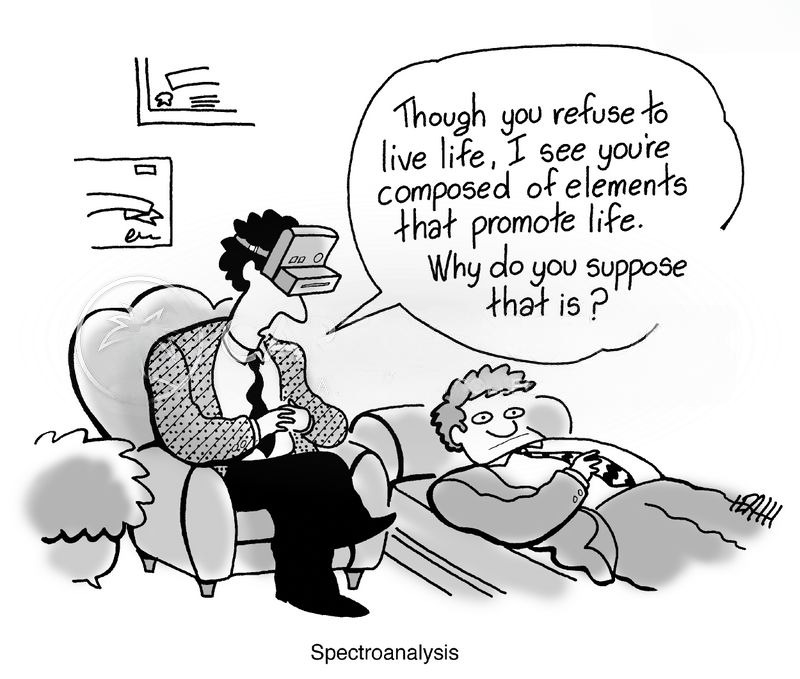 Though you refuse to
live life, I see you're
composed of elements
that promote life.
Why do you suppose
that is?
Spectroanalysis